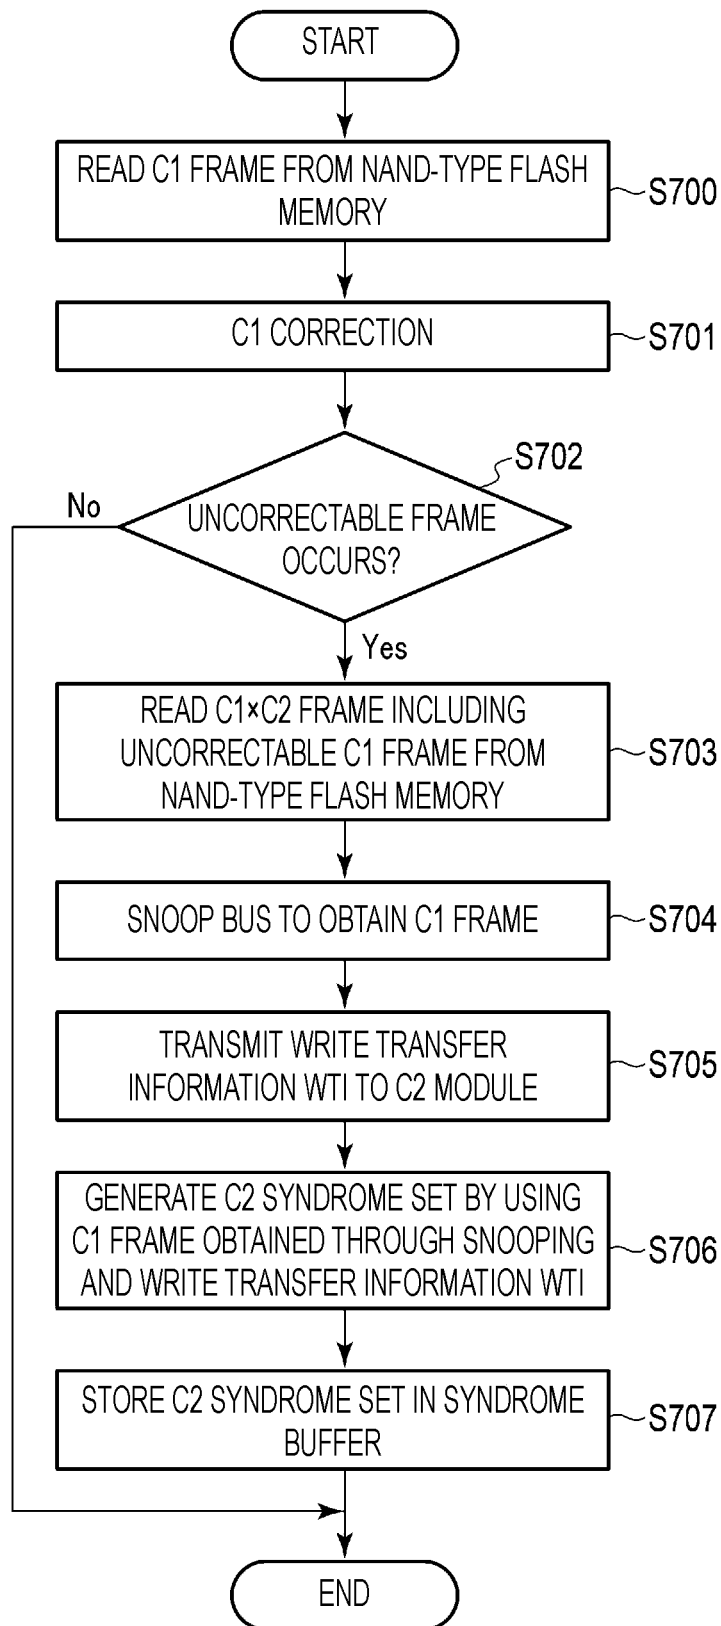 START
READ C1 FRAME FROM NAND-TYPE FLASH
MEMORY
S700
C1 CORRECTION
S701
S702
No
UNCORRECTABLE FRAME
OCCURS?
Yes
READ C1×C2 FRAME INCLUDING
UNCORRECTABLE C1 FRAME FROM
NAND-TYPE FLASH MEMORY
S703
SNOOP BUS TO OBTAIN C1 FRAME
S704
TRANSMIT WRITE TRANSFER
INFORMATION WTI TO C2 MODULE
S705
GENERATE C2 SYNDROME SET BY USING
C1 FRAME OBTAINED THROUGH SNOOPING
AND WRITE TRANSFER INFORMATION WTI
S706
STORE C2 SYNDROME SET IN SYNDROME
BUFFER
S707
END